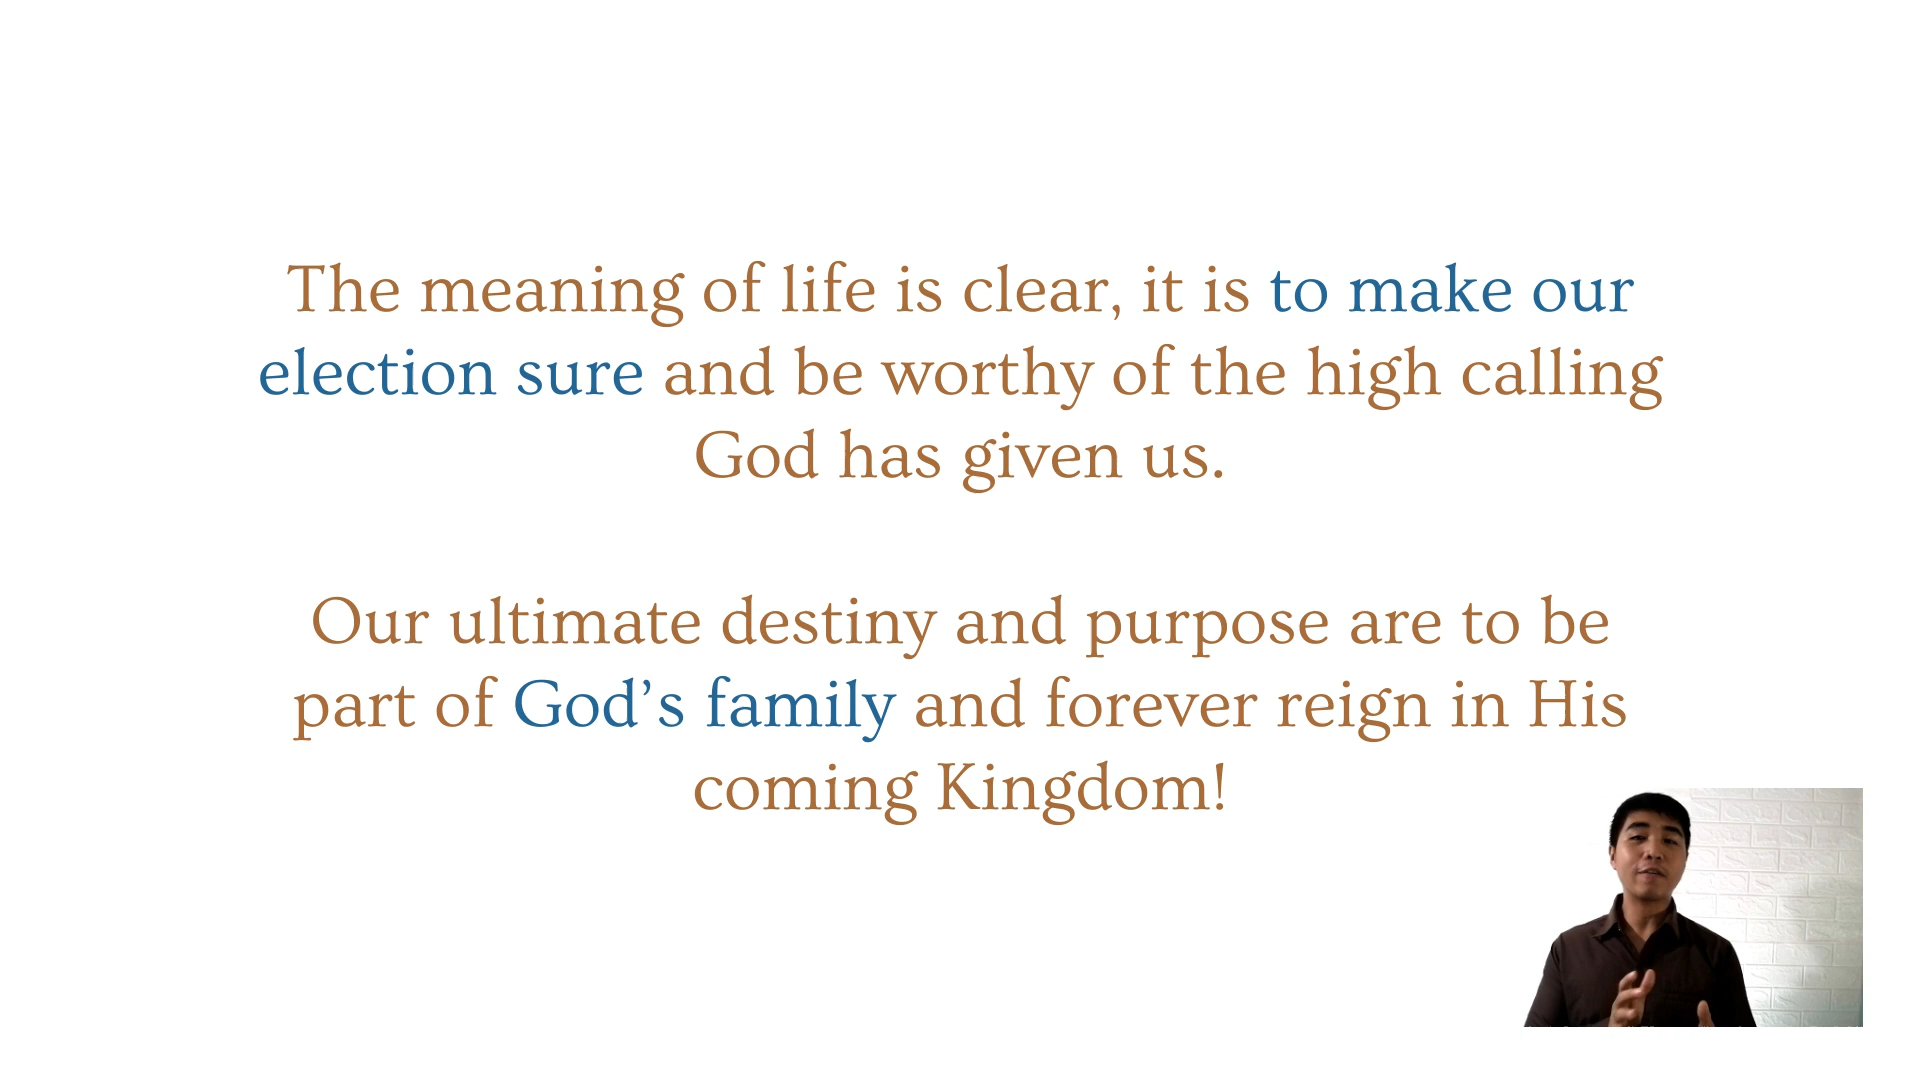 The meaning of life is clear, it is to make our
election sure and be worthy of the high calling
God has given us.
Our ultimate destiny and purpose are to be
part of God’s family and forever reign in His
coming Kingdom!